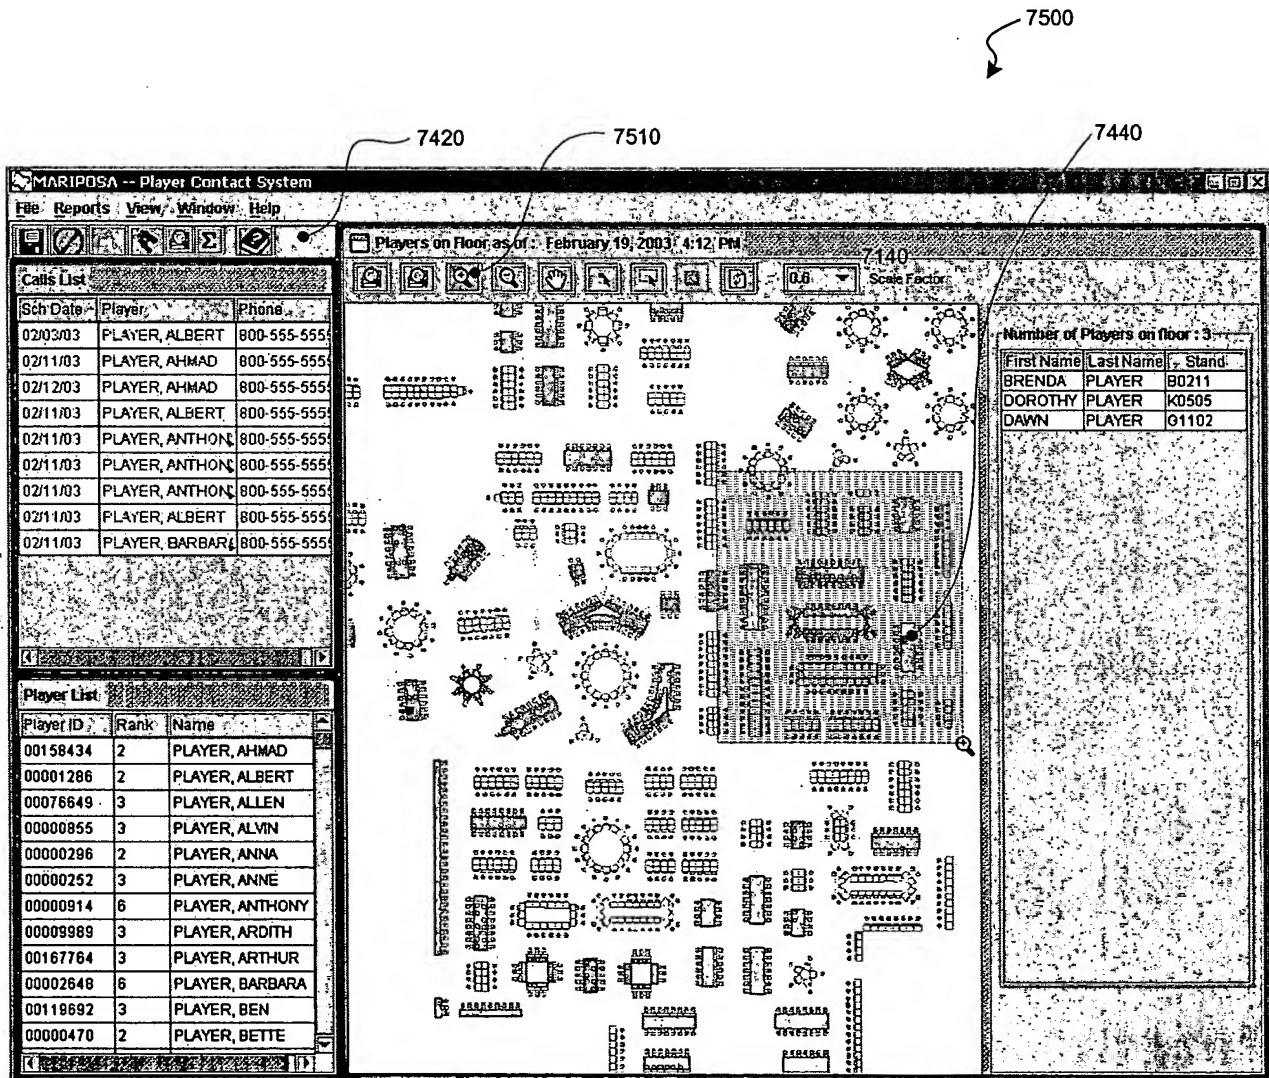 7500
7420
7510
7440
MARIPOSA -- Player Contact System
File Reports View Window Help
Players on Floor as of : February 19, 2003 4:12 PM
7140
0.6
Scale Factor
Calls List
Sch Date Player Phone
02/03/03 PLAYER, ALBERT 800-555-555
02/11/03 PLAYER, AHMAD 800-555-555
02/12/03 PLAYER, AHMAD 800-555-555
02/11/03 PLAYER, ALBERT 800-555-555
02/11/03 PLAYER, ANTHON 800-555-555
02/11/03 PLAYER, ANTHON 800-555-555
02/11/03 PLAYER, ANTHON 800-555-555
02/11/03 PLAYER, ALBERT 800-555-555
02/11/03 PLAYER, BARBAR 800-555-555
Number of Players on floor : 3
First Name Last Name Stand
BRENDA PLAYER B0211
DOROTHY PLAYER K0505
DAWN PLAYER G1102
Player List
Player ID Rank Name
00158434 2 PLAYER, AHMAD
00001286 2 PLAYER, ALBERT
00076649 3 PLAYER, ALLEN
00000855 3 PLAYER, ALVIN
00000296 2 PLAYER, ANNA
00000252 3 PLAYER, ANNE
00000914 6 PLAYER, ANTHONY
00009989 3 PLAYER, ARDITH
00167764 3 PLAYER, ARTHUR
00002648 6 PLAYER, BARBARA
00119692 3 PLAYER, BEN
00000470 2 PLAYER, BETTE